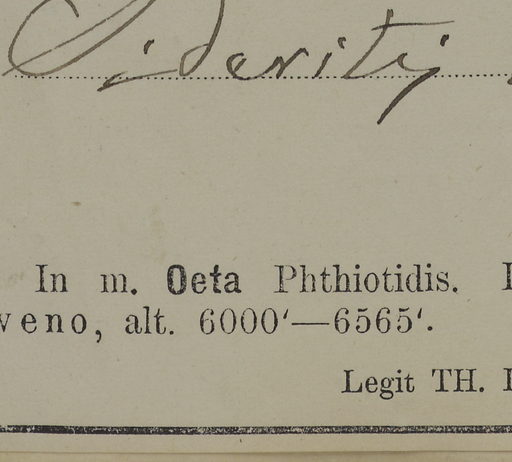 Sideritis
In m. Oeta Phthiotidis.
veno, alt. 6000'—6565'.
Legit TH.